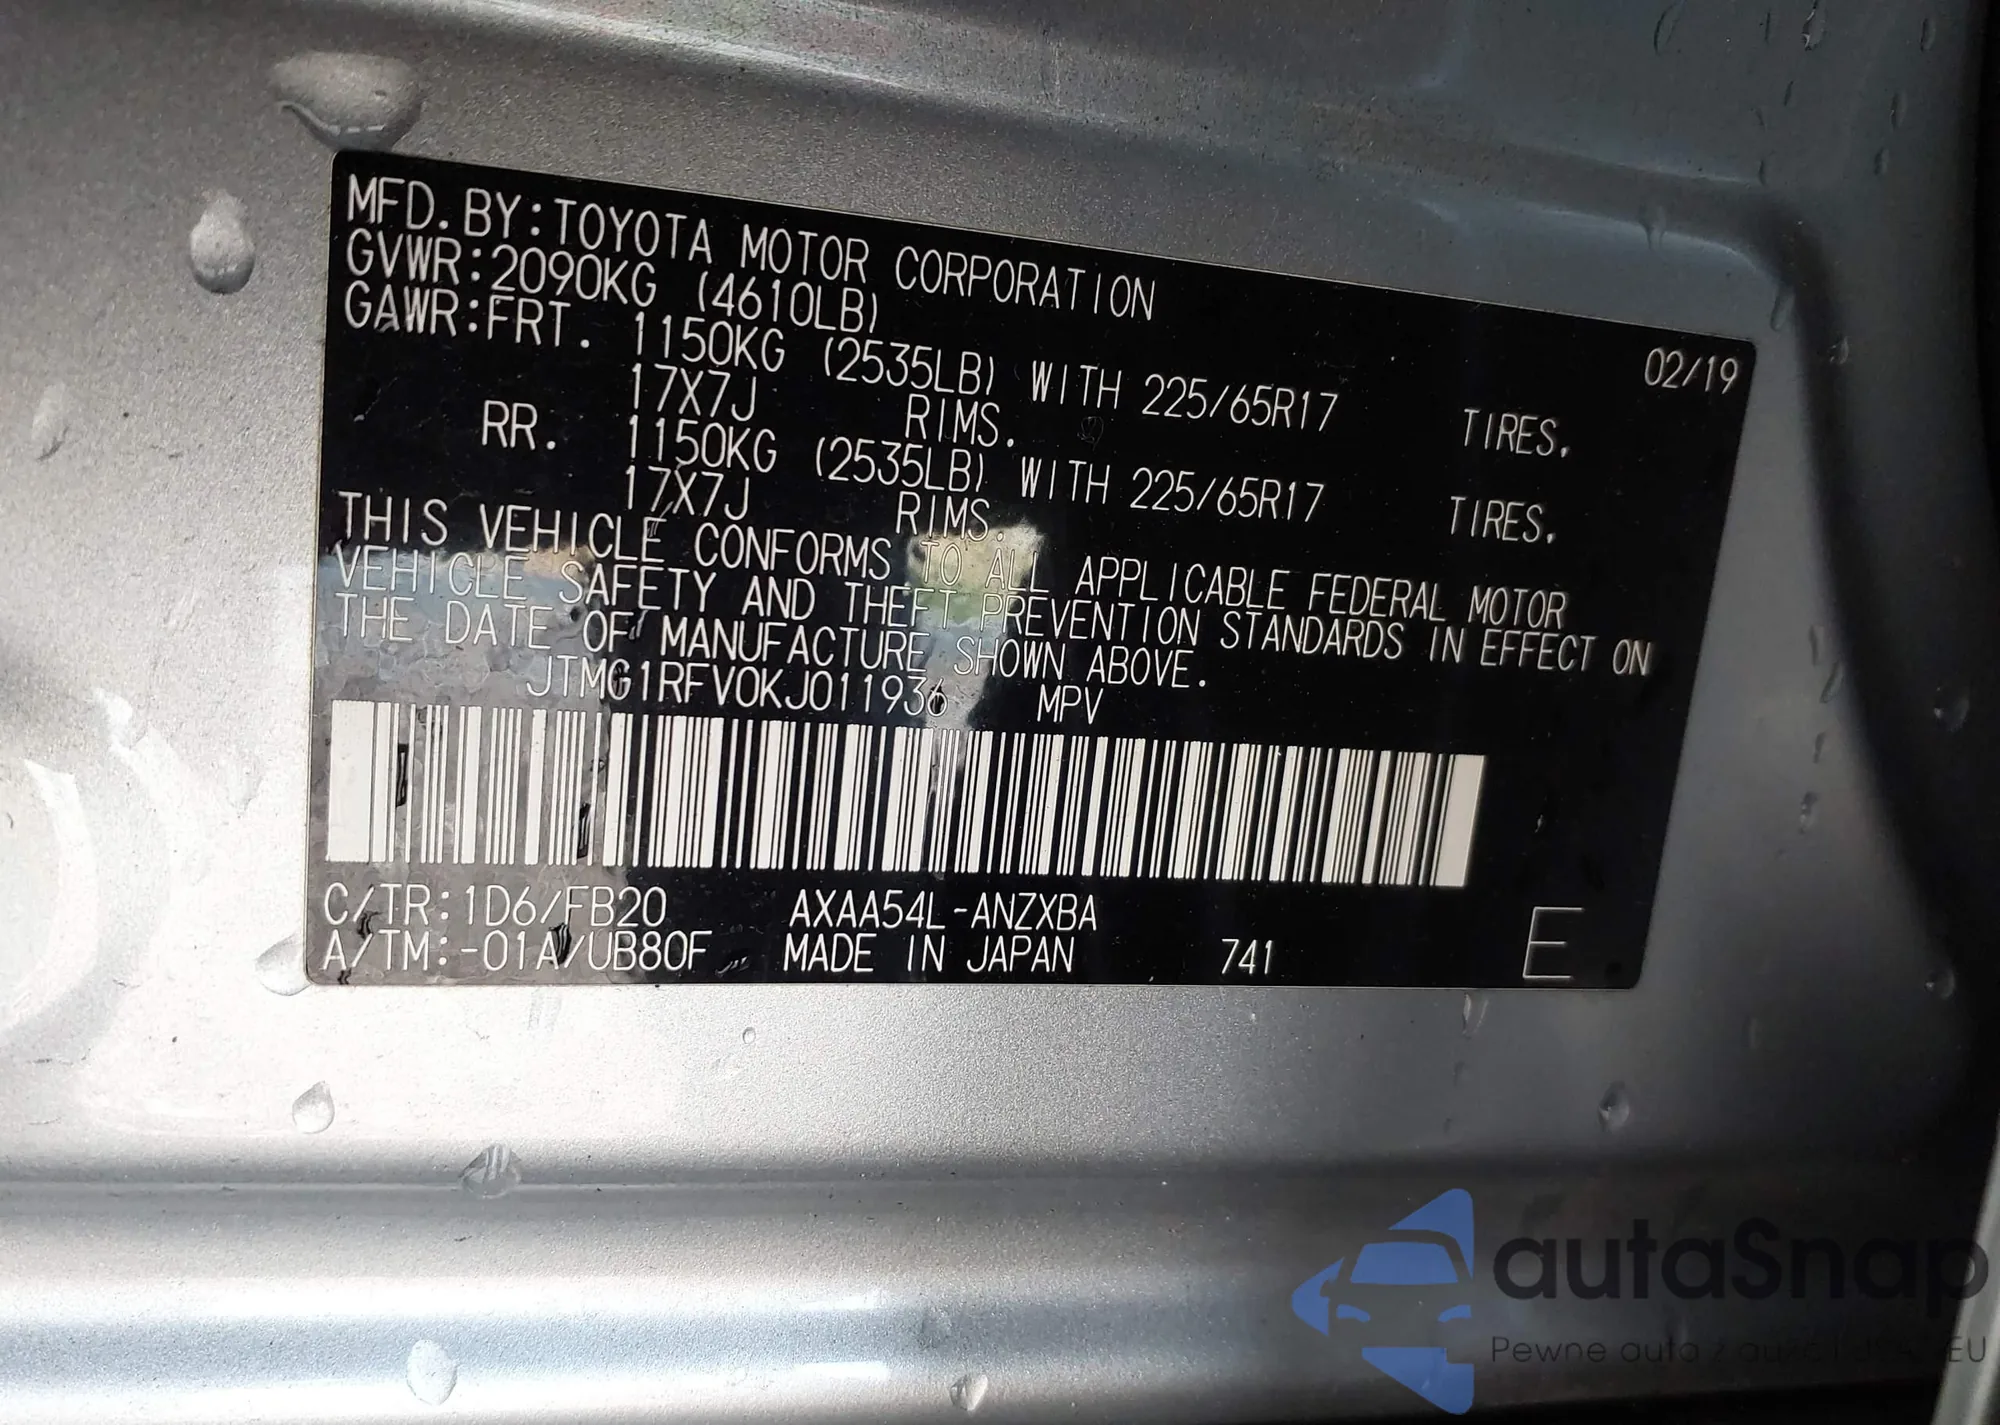 MFD. BY:TOYOTA MOTOR CORPORATION 02/19
GVWR:2090KG (4610LB)
GAWR:FRT. 1150KG (2535LB) WITH 225/65R17 TIRES.
17X7J RIMS.
RR. 1150KG (2535LB) WITH 225/65R17 TIRES.
17X7J RIMS.
THIS VEHICLE CONFORMS TO ALL APPLICABLE FEDERAL MOTOR
VEHICLE SAFETY AND THEFT PREVENTION STANDARDS IN EFFECT ON
THE DATE OF MANUFACTURE SHOWN ABOVE.
JTMG1RFV0KJ011936 MPV
C/TR:1D6/FB20 AXAA54L-ANZXBA
A/TM:-01A/UB80F MADE IN JAPAN 741 E
autaSnap
Pewne auta z EU